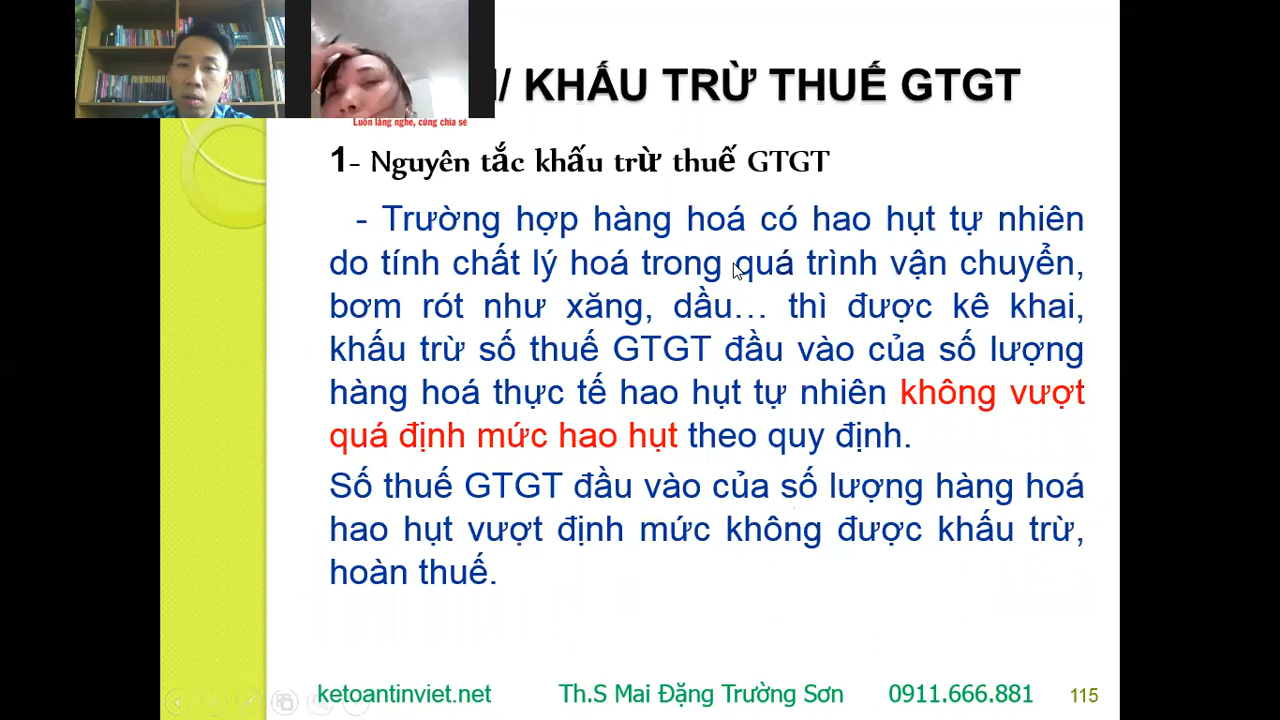 / KHẤU TRỪ THUẾ GTGT
Luôn lắng nghe, cùng chia sẻ
1- Nguyên tắc khấu trừ thuế GTGT
- Trường hợp hàng hoá có hao hụt tự nhiên
do tính chất lý hoá trong quá trình vận chuyển,
bơm rót như xăng, dầu… thì được kê khai,
khấu trừ số thuế GTGT đầu vào của số lượng
hàng hoá thực tế hao hụt tự nhiên không vượt
quá định mức hao hụt theo quy định.
Số thuế GTGT đầu vào của số lượng hàng hoá
hao hụt vượt định mức không được khấu trừ,
hoàn thuế.
ketoantinviet.net Th.S Mai Đặng Trường Sơn 0911.666.881 115